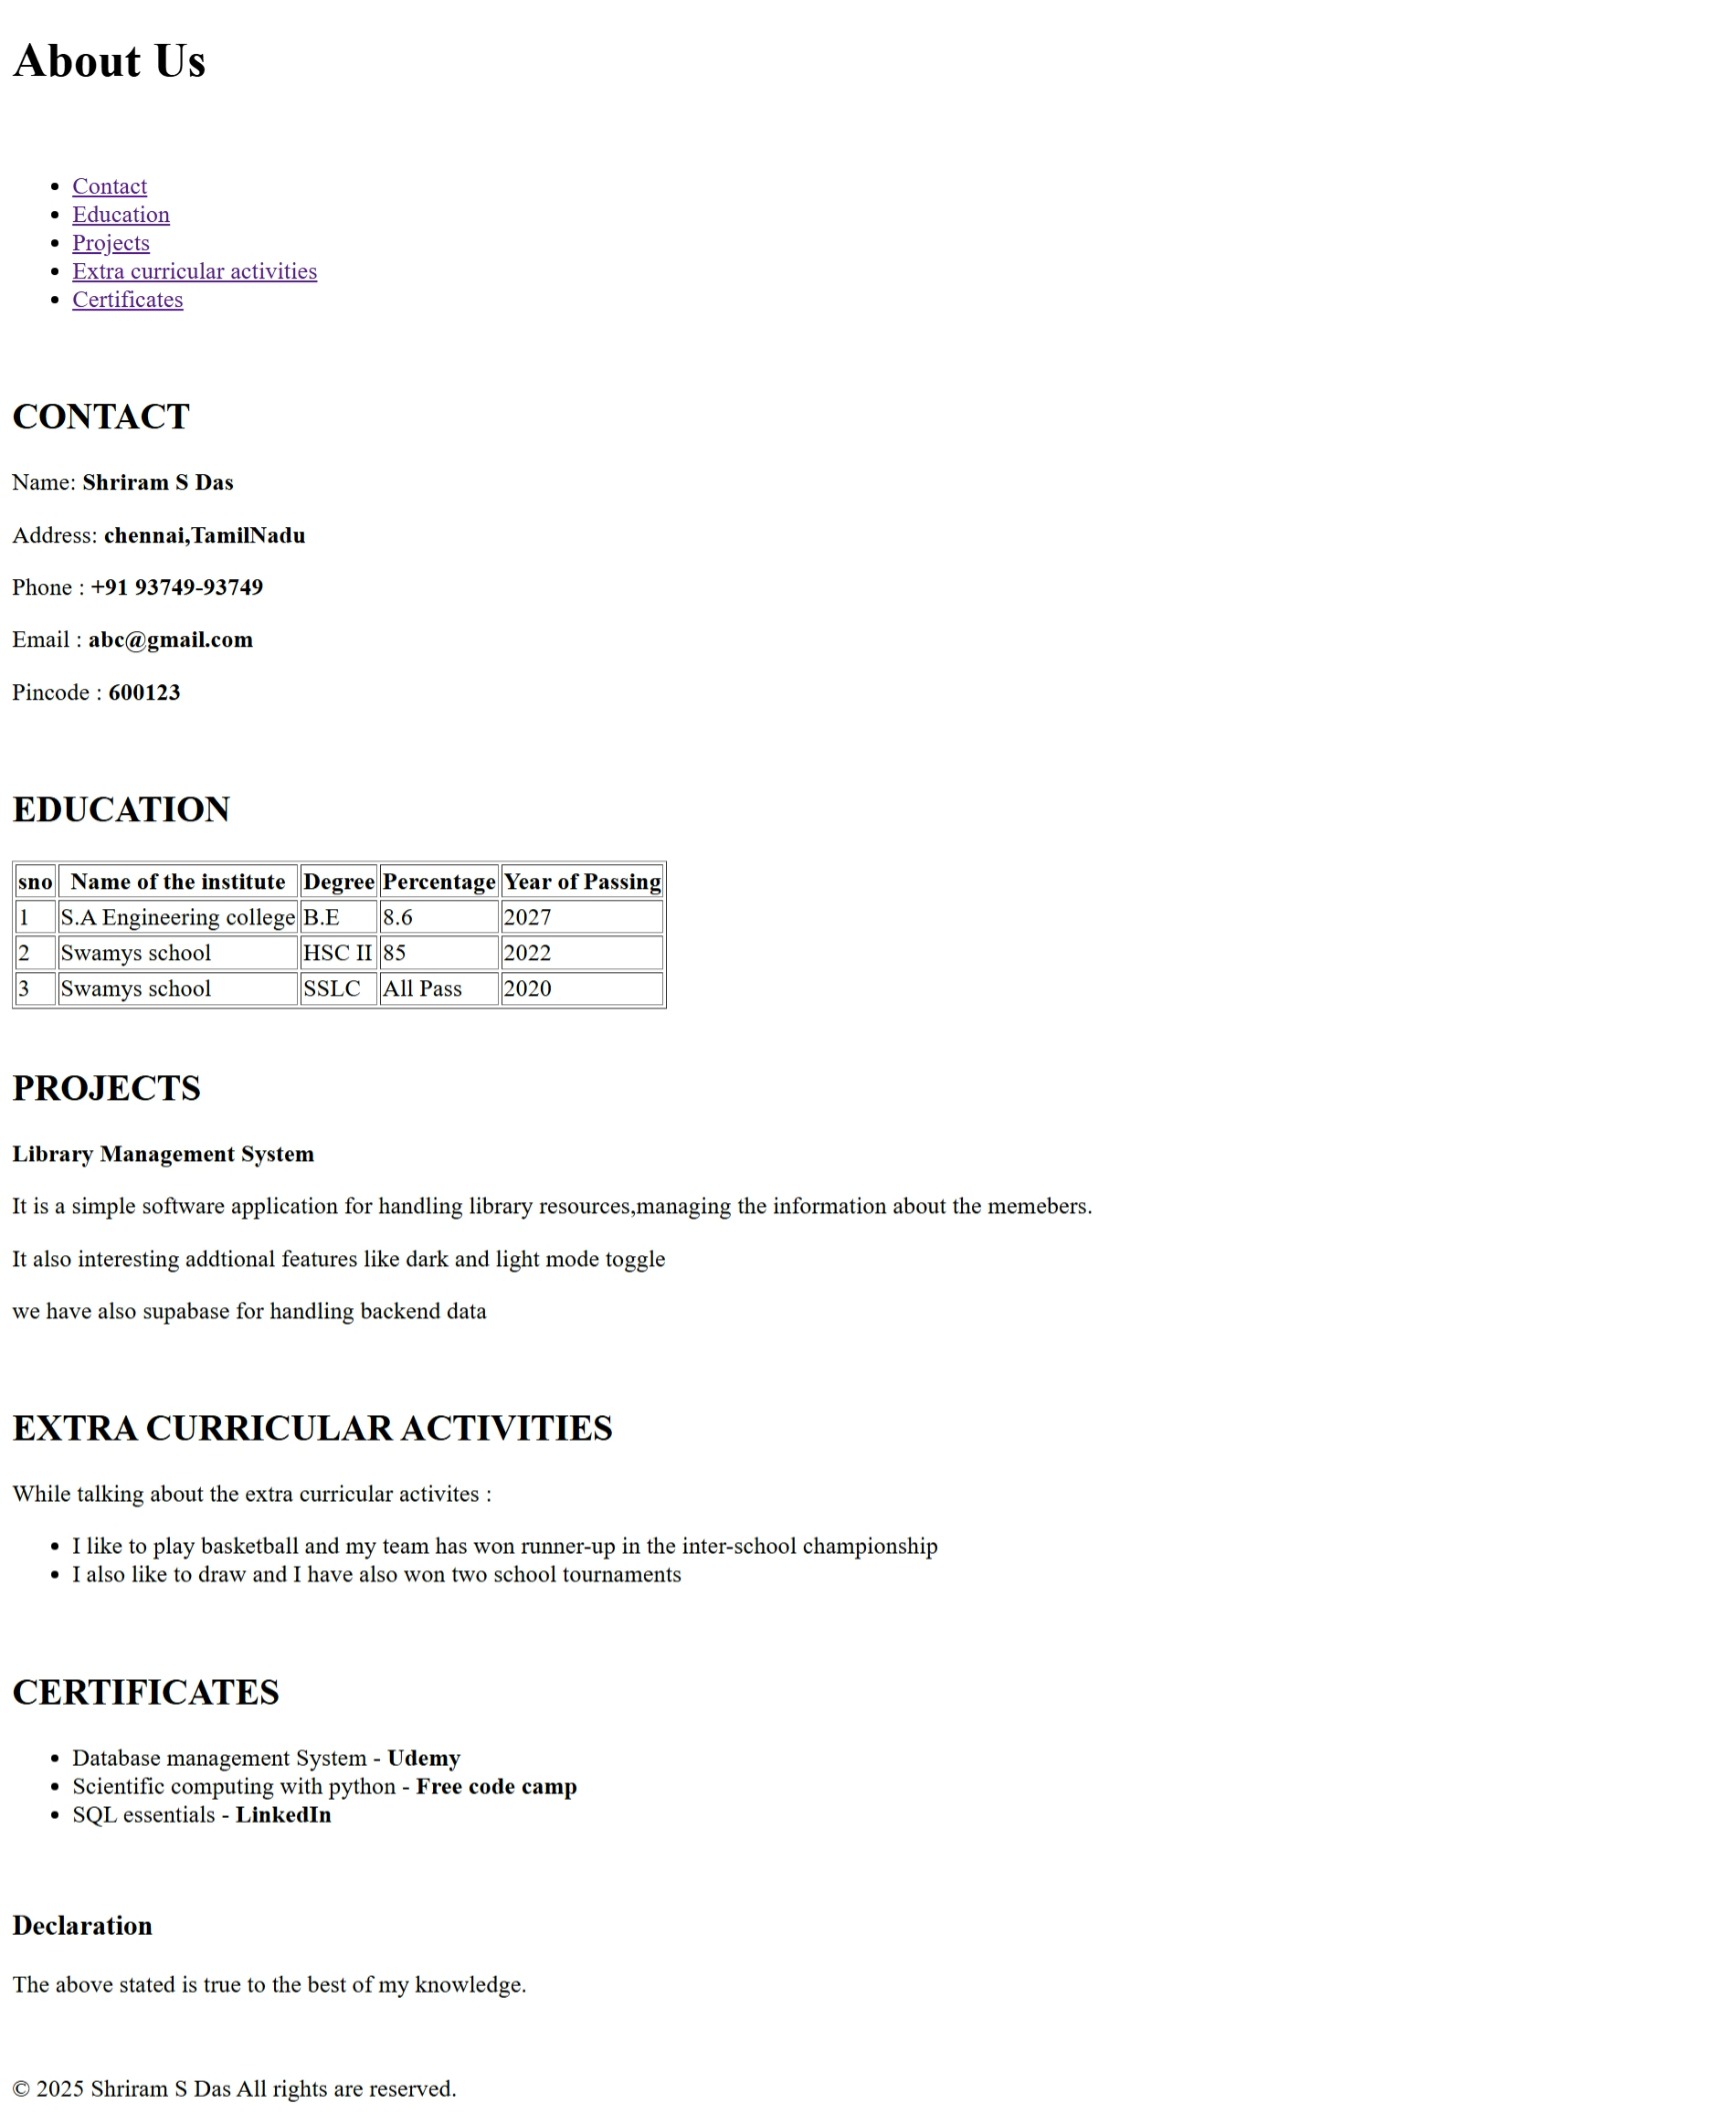 About Us
Contact
Education
Projects
Extra curricular activities
Certificates
CONTACT
Name: Shriram S Das
Address: chennai,TamilNadu
Phone : +91 93749-93749
Email : abc@gmail.com
Pincode : 600123
EDUCATION
sno Name of the institute Degree Percentage Year of Passing
1 S.A Engineering college B.E 8.6 2027
2 Swamys school HSC II 85 2022
3 Swamys school SSLC All Pass 2020
PROJECTS
Library Management System
It is a simple software application for handling library resources,managing the information about the memebers.
It also interesting addtional features like dark and light mode toggle
we have also supabase for handling backend data
EXTRA CURRICULAR ACTIVITIES
While talking about the extra curricular activites :
I like to play basketball and my team has won runner-up in the inter-school championship
I also like to draw and I have also won two school tournaments
CERTIFICATES
Database management System - Udemy
Scientific computing with python - Free code camp
SQL essentials - LinkedIn
Declaration
The above stated is true to the best of my knowledge.
© 2025 Shriram S Das All rights are reserved.